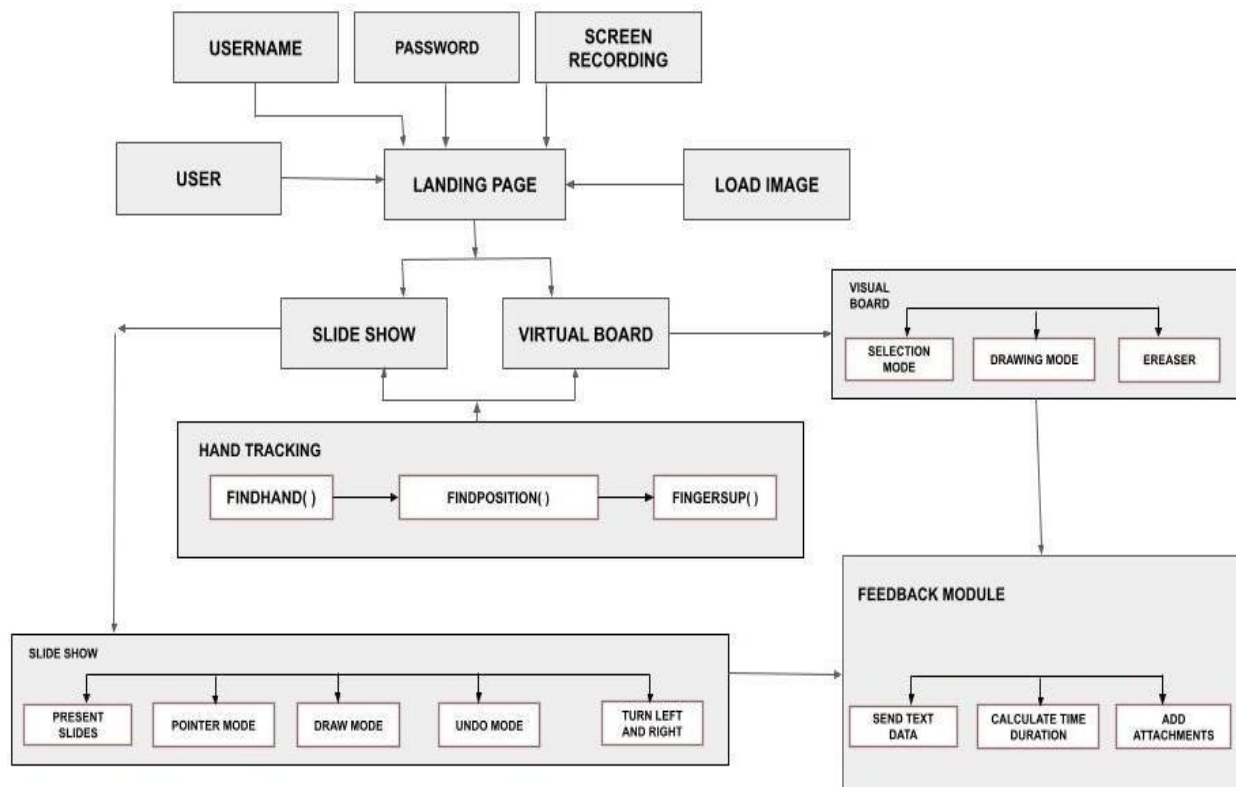 USERNAME
PASSWORD
SCREEN
RECORDING
USER
LANDING PAGE
LOAD IMAGE
SLIDE SHOW
VIRTUAL BOARD
VISUAL
BOARD
SELECTION
MODE
DRAWING MODE
EREASER
HAND TRACKING
FINDHAND( )
FINDPOSITION( )
FINGERSUP( )
FEEDBACK MODULE
SEND TEXT
DATA
CALCULATE TIME
DURATION
ADD
ATTACHMENTS
SLIDE SHOW
PRESENT
SLIDES
POINTER MODE
DRAW MODE
UNDO MODE
TURN LEFT
AND RIGHT